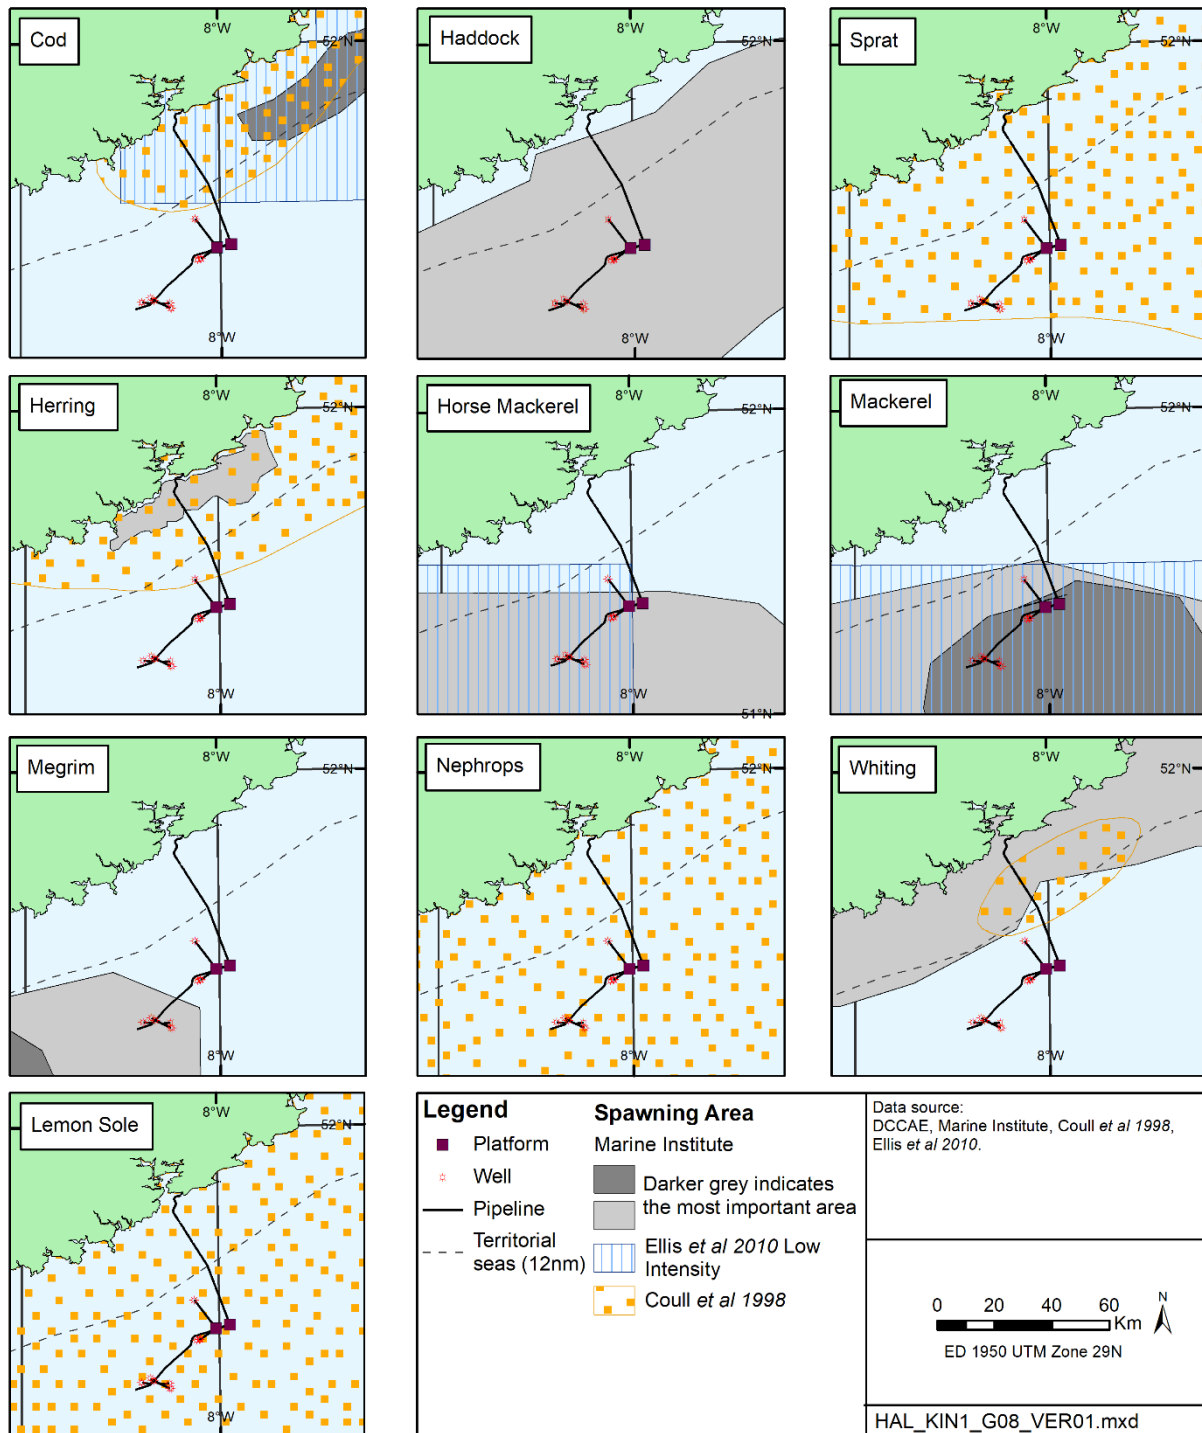 Cod
8°W
52°N
8°W
Haddock
52°N
8°W
Sprat
8°W
52°N
8°W
Herring
8°W
52°N
8°W
Horse Mackerel
8°W
52°N
8°W
51°N
Mackerel
8°W
52°N
8°W
Megrim
8°W
52°N
8°W
Nephrops
8°W
52°N
8°W
Whiting
8°W
52°N
8°W
Lemon Sole
8°W
52°N
8°W
Legend
Platform
Well
Pipeline
Territorial
seas (12nm)
Spawning Area
Marine Institute
Darker grey indicates
the most important area
Ellis et al 2010 Low
Intensity
Coull et al 1998
Data source:
DCCAE, Marine Institute, Coull et al 1998,
Ellis et al 2010.
0 20 40 60
Km
N
ED 1950 UTM Zone 29N
HAL_KIN1_G08_VER01.mxd